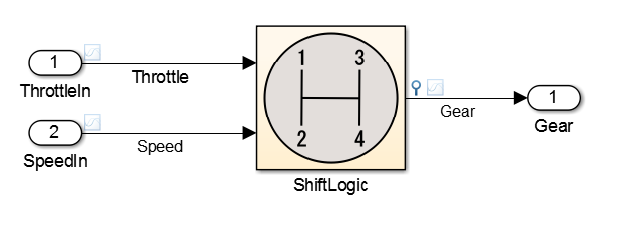 1
ThrottleIn
Throttle
2
SpeedIn
Speed
1 3
2 4
ShiftLogic
Gear
1
Gear